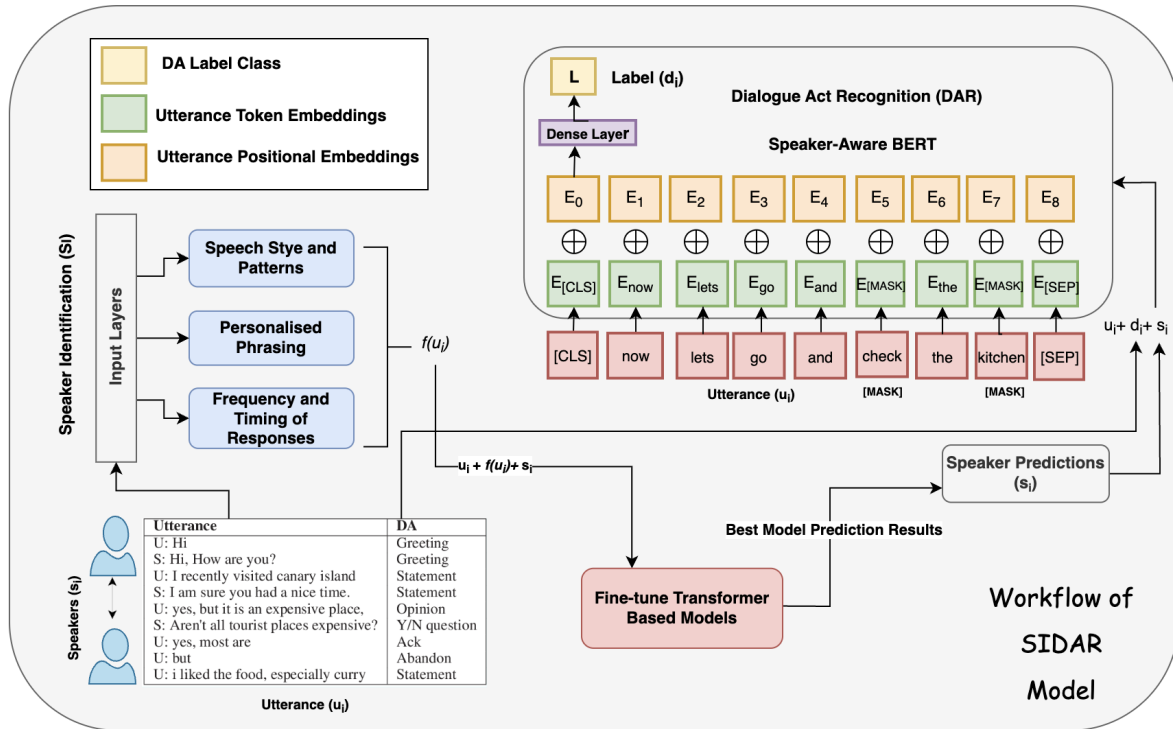 DA Label Class
Utterance Token Embeddings
Utterance Positional Embeddings
L
Label (di)
Dialogue Act Recognition (DAR)
Dense Layer
Speaker-Aware BERT
E0 E1 E2 E3 E4 E5 E6 E7 E8
E[CLS] Enow Elets Ego Eand E[MASK] Ethe E[MASK] E[SEP]
[CLS] now lets go and check the kitchen [SEP]
Utterance (ui)
[MASK]
[MASK]
ui+ di+ si
Speaker Identification (SI)
Input Layers
Speech Stye and
Patterns
Personalised
Phrasing
Frequency and
Timing of
Responses
f(ui)
ui + f(ui)+ si
Speaker Predictions
(si)
Best Model Prediction Results
Fine-tune Transformer
Based Models
Speakers (si)
Utterance DA
U: Hi Greeting
S: Hi, How are you? Greeting
U: I recently visited canary island Statement
S: I am sure you had a nice time. Statement
U: yes, but it is an expensive place, Opinion
S: Aren't all tourist places expensive? Y/N question
U: yes, most are Ack
U: but Abandon
U: i liked the food, especially curry Statement
Utterance (ui)
Workflow of
SIDAR
Model